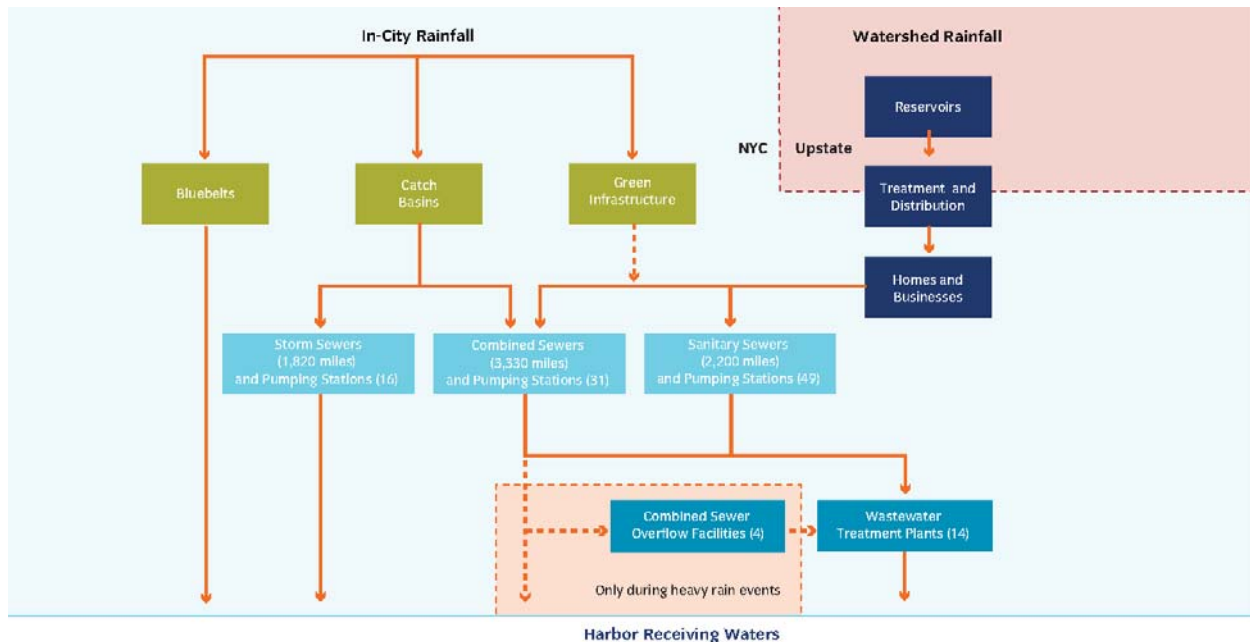 In-City Rainfall
Watershed Rainfall
Reservoirs
NYC
Upstate
Bluebelts
Catch
Basins
Green
Infrastructure
Treatment and
Distribution
Homes and
Businesses
Storm Sewers
(1,820 miles)
and Pumping Stations (16)
Combined Sewers
(3,330 miles)
and Pumping Stations (31)
Sanitary Sewers
(2,200 miles)
and Pumping Stations (49)
Combined Sewer
Overflow Facilities (4)
Wastewater
Treatment Plants (14)
Only during heavy rain events
Harbor Receiving Waters